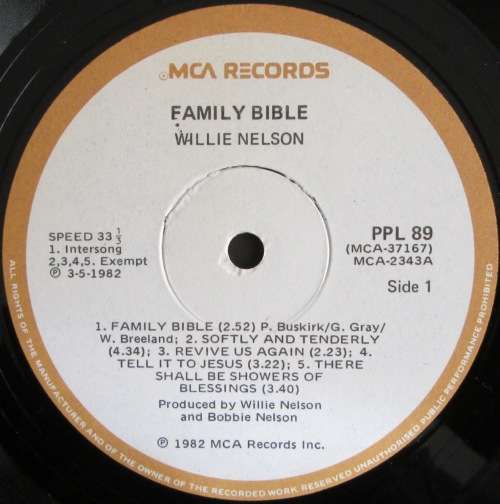 MCA RECORDS
FAMILY BIBLE
WILLIE NELSON
SPEED 33 1/3
1. Intersong
2,3,4,5. Exempt
Ⓟ 3-5-1982
PPL 89
(MCA-37167)
MCA-2343A
Side 1
1. FAMILY BIBLE (2.52) P. Buskirk/G. Gray/
W. Breeland; 2. SOFTLY AND TENDERLY
(4.34); 3. REVIVE US AGAIN (2.23); 4.
TELL IT TO JESUS (3.22); 5. THERE
SHALL BE SHOWERS OF
BLESSINGS (3.40)
Produced by Willie Nelson
and Bobbie Nelson
Ⓟ 1982 MCA Records Inc.
ALL RIGHTS OF THE MANUFACTURER AND OF THE OWNER OF THE RECORDED WORK RESERVED UNAUTHORISED PUBLIC PERFORMANCE PROHIBITED